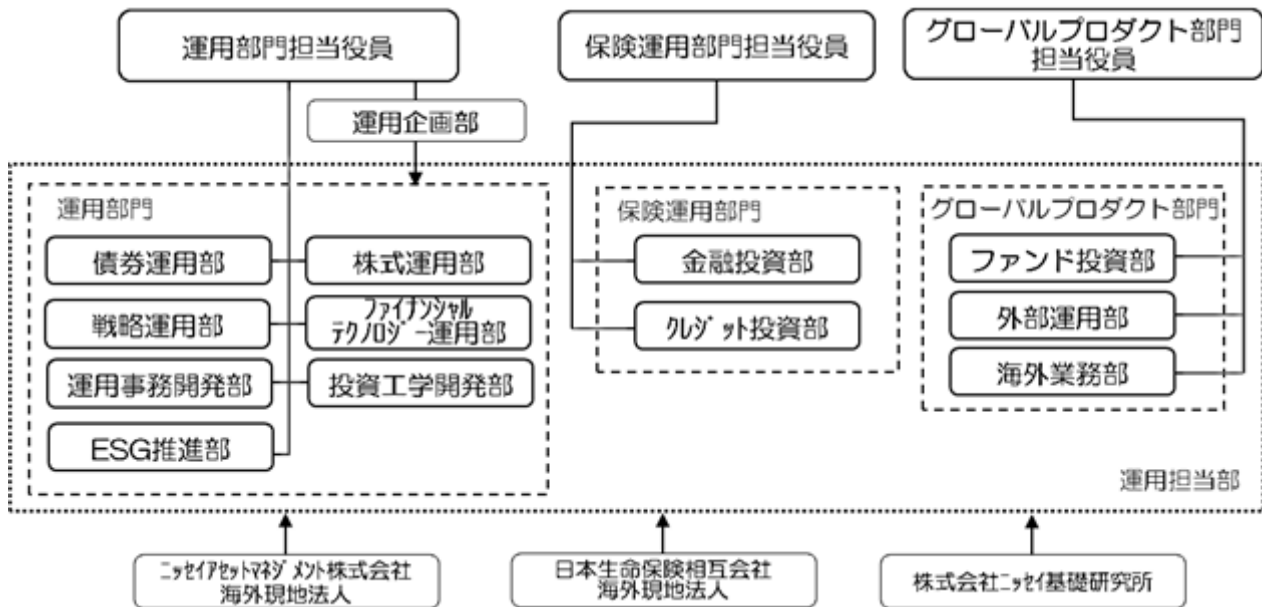 運用部門担当役員
保険運用部門担当役員
グローバルプロダクト部門
担当役員
運用企画部
運用部門
債券運用部
株式運用部
戦略運用部
ファイナンシャル
テクノロジー運用部
運用事務開発部
投資工学開発部
ESG推進部
保険運用部門
金融投資部
クレジット投資部
グローバルプロダクト部門
ファンド投資部
外部運用部
海外業務部
運用担当部
ニッセイアセットマネジメント株式会社
海外現地法人
日本生命保険相互会社
海外現地法人
株式会社ニッセイ基礎研究所